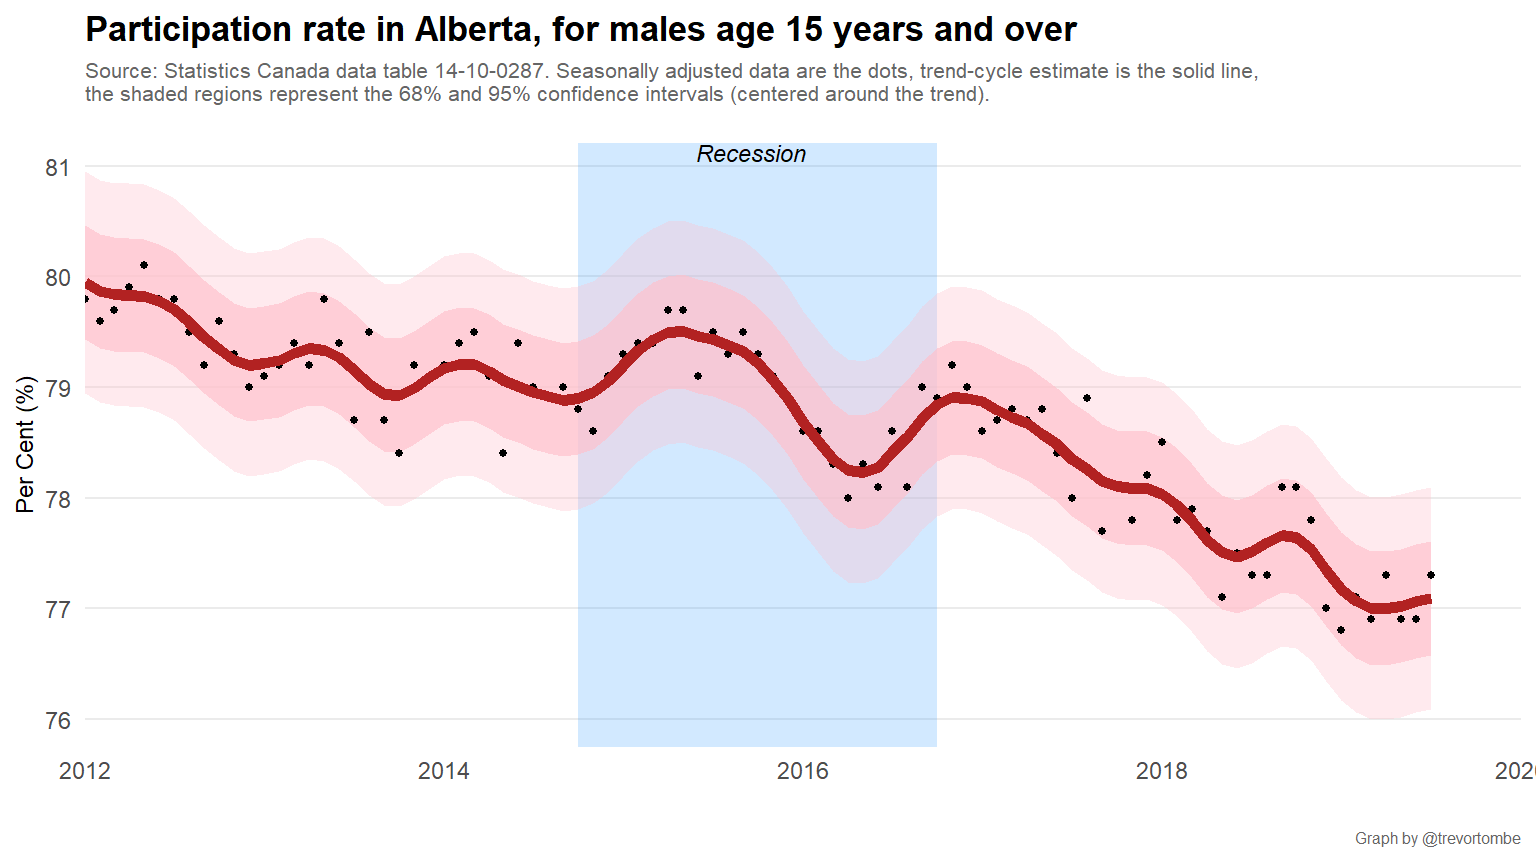 Participation rate in Alberta, for males age 15 years and over
Source: Statistics Canada data table 14-10-0287. Seasonally adjusted data are the dots, trend-cycle estimate is the solid line,
the shaded regions represent the 68% and 95% confidence intervals (centered around the trend).
Recession
81
80
79
78
77
76
Per Cent (%)
2012
2014
2016
2018
2020
Graph by @trevortombe